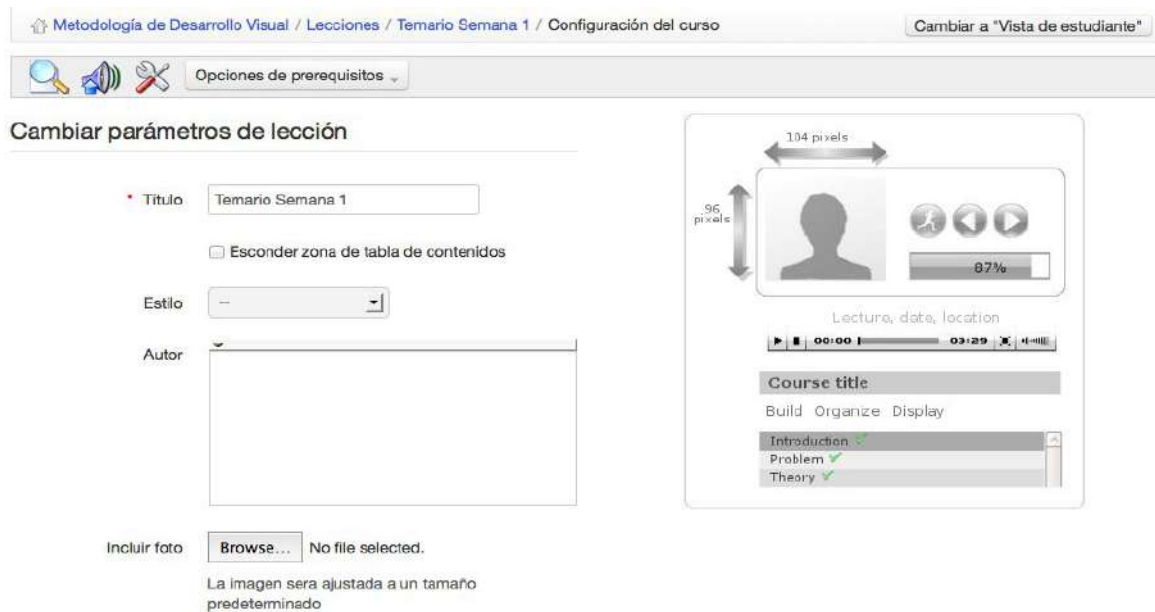 Metodología de Desarrollo Visual / Lecciones / Temario Semana 1 / Configuración del curso
Cambiar a "Vista de estudiante"
Opciones de prerequisitos
Cambiar parámetros de lección
* Título
Temario Semana 1
Esconder zona de tabla de contenidos
Estilo
--
Autor
Incluir foto
Browse... No file selected.
La imagen sera ajustada a un tamaño
predeterminado
104 pixels
96
pixels
87%
Lecture, date, location
00:00
03:29
Course title
Build Organize Display
Introduction
Problem
Theory